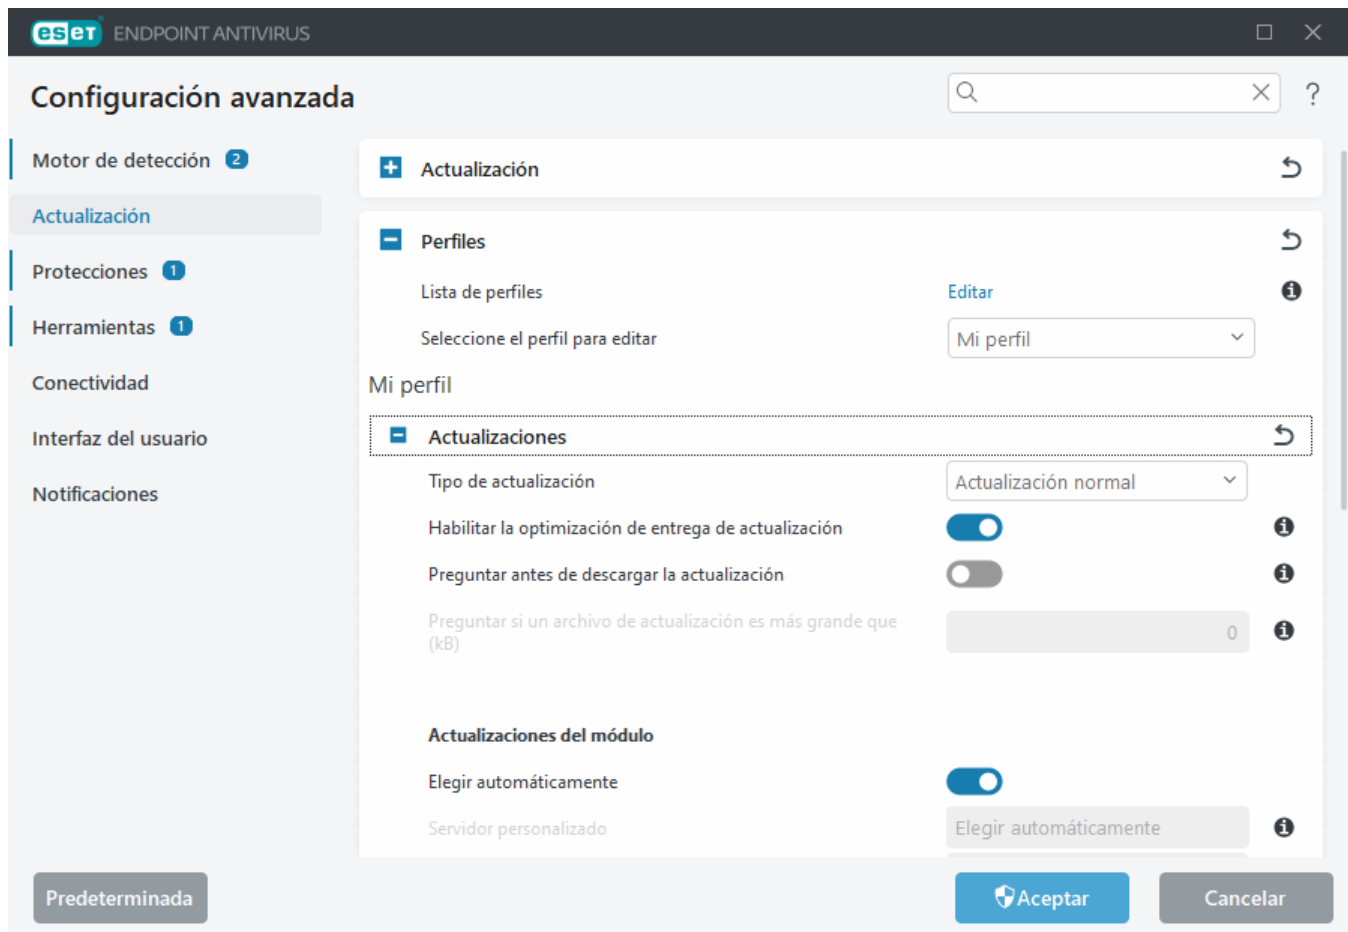 eset ENDPOINT ANTIVIRUS
Configuración avanzada
?
Motor de detección 2
Actualización
Protecciones 1
Herramientas 1
Conectividad
Interfaz del usuario
Notificaciones
Actualización
Perfiles
Lista de perfiles Editar
Seleccione el perfil para editar Mi perfil
Mi perfil
Actualizaciones
Tipo de actualización Actualización normal
Habilitar la optimización de entrega de actualización
Preguntar antes de descargar la actualización
Preguntar si un archivo de actualización es más grande que
(kB) 0
Actualizaciones del módulo
Elegir automáticamente
Servidor personalizado Elegir automáticamente
Predeterminada Aceptar Cancelar